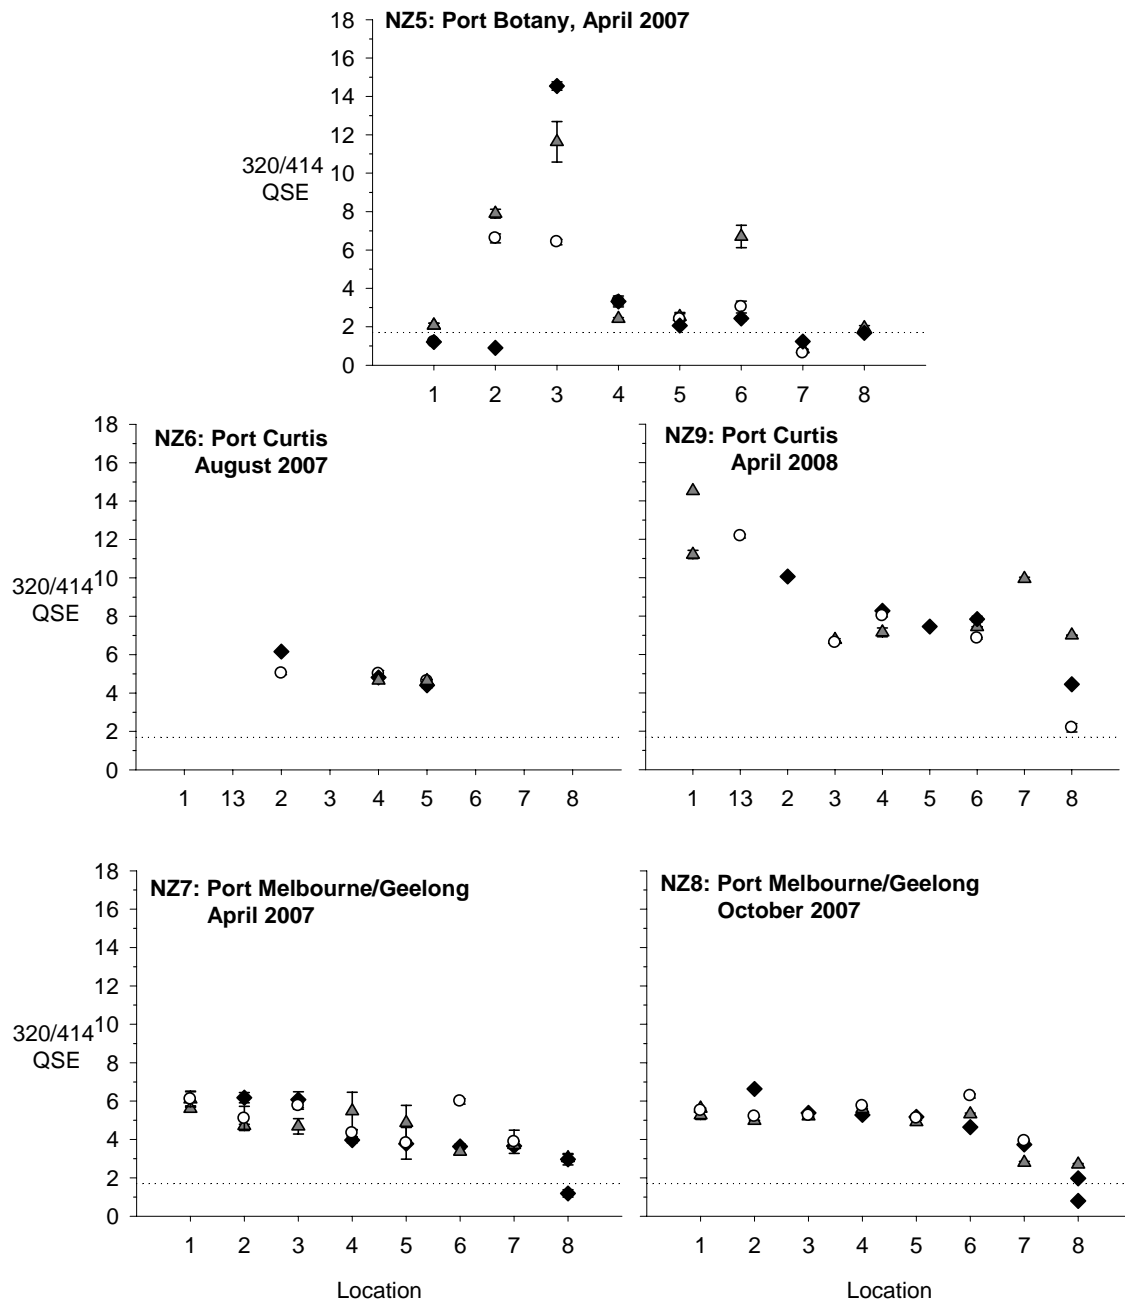 NZ5: Port Botany, April 2007
18
16
14
12
10
8
6
4
2
0
320/414
QSE
1 2 3 4 5 6 7 8
NZ6: Port Curtis
August 2007
18
16
14
12
10
8
6
4
2
0
320/414
QSE
1 13 2 3 4 5 6 7 8
NZ9: Port Curtis
April 2008
1 13 2 3 4 5 6 7 8
NZ7: Port Melbourne/Geelong
April 2007
18
16
14
12
10
8
6
4
2
0
320/414
QSE
1 2 3 4 5 6 7 8
Location
NZ8: Port Melbourne/Geelong
October 2007
1 2 3 4 5 6 7 8
Location